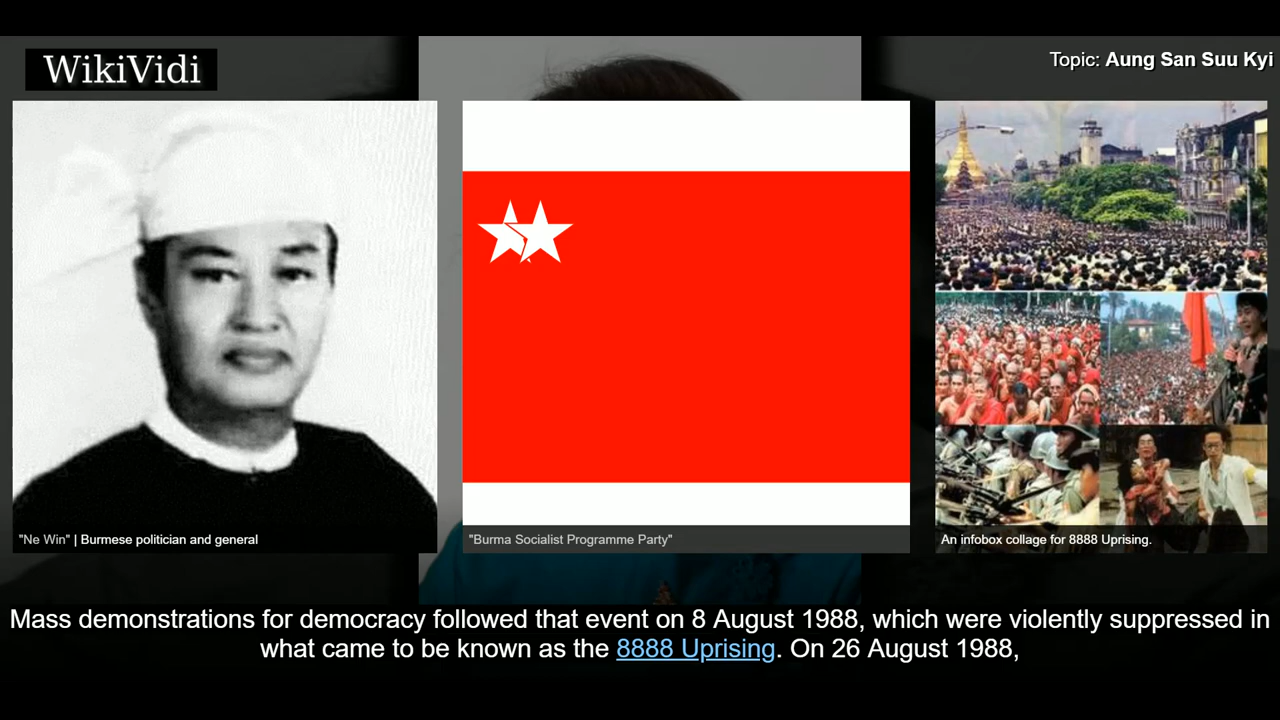 WikiVidi
Topic: Aung San Suu Kyi
"Ne Win" | Burmese politician and general
"Burma Socialist Programme Party"
An infobox collage for 8888 Uprising.
Mass demonstrations for democracy followed that event on 8 August 1988, which were violently suppressed in
what came to be known as the 8888 Uprising. On 26 August 1988,